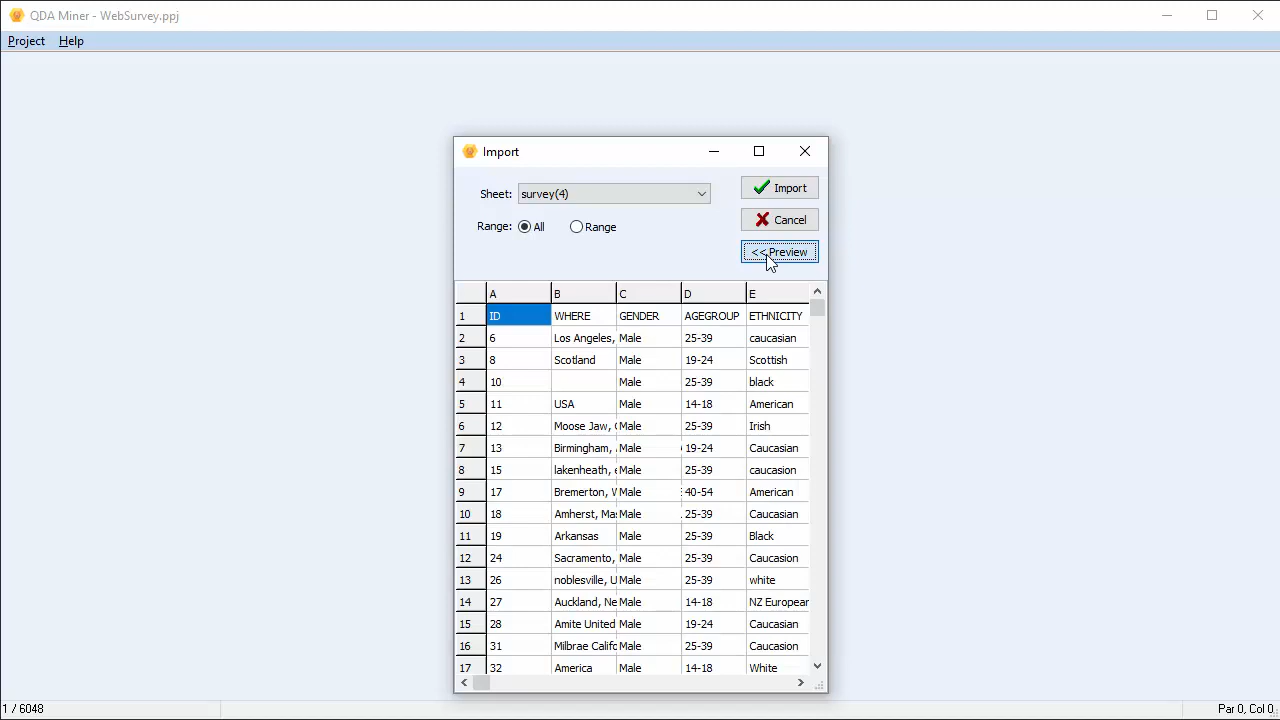 QDA Miner - WebSurvey.ppj
Project Help
Import
Sheet: survey(4)
Import
Range: All Range
Cancel
<< Preview
A B C D E
1 ID WHERE GENDER AGEGROUP ETHNICITY
2 6 Los Angeles, Male 25-39 caucasian
3 8 Scotland Male 19-24 Scottish
4 10 Male 25-39 black
5 11 USA Male 14-18 American
6 12 Moose Jaw, Male 25-39 Irish
7 13 Birmingham, Male 19-24 Caucasian
8 15 lakenheath, Male 25-39 caucasion
9 17 Bremerton, Male 40-54 American
10 18 Amherst, Ma Male 25-39 Caucasian
11 19 Arkansas Male 25-39 Black
12 24 Sacramento, Male 25-39 Caucasion
13 26 noblesville, U Male 25-39 white
14 27 Auckland, Ne Male 14-18 NZ European
15 28 Amite United Male 19-24 Caucasian
16 31 Milbrae Calif Male 25-39 Caucasion
17 32 America Male 14-18 White
1 / 6048 Par 0, Col 0